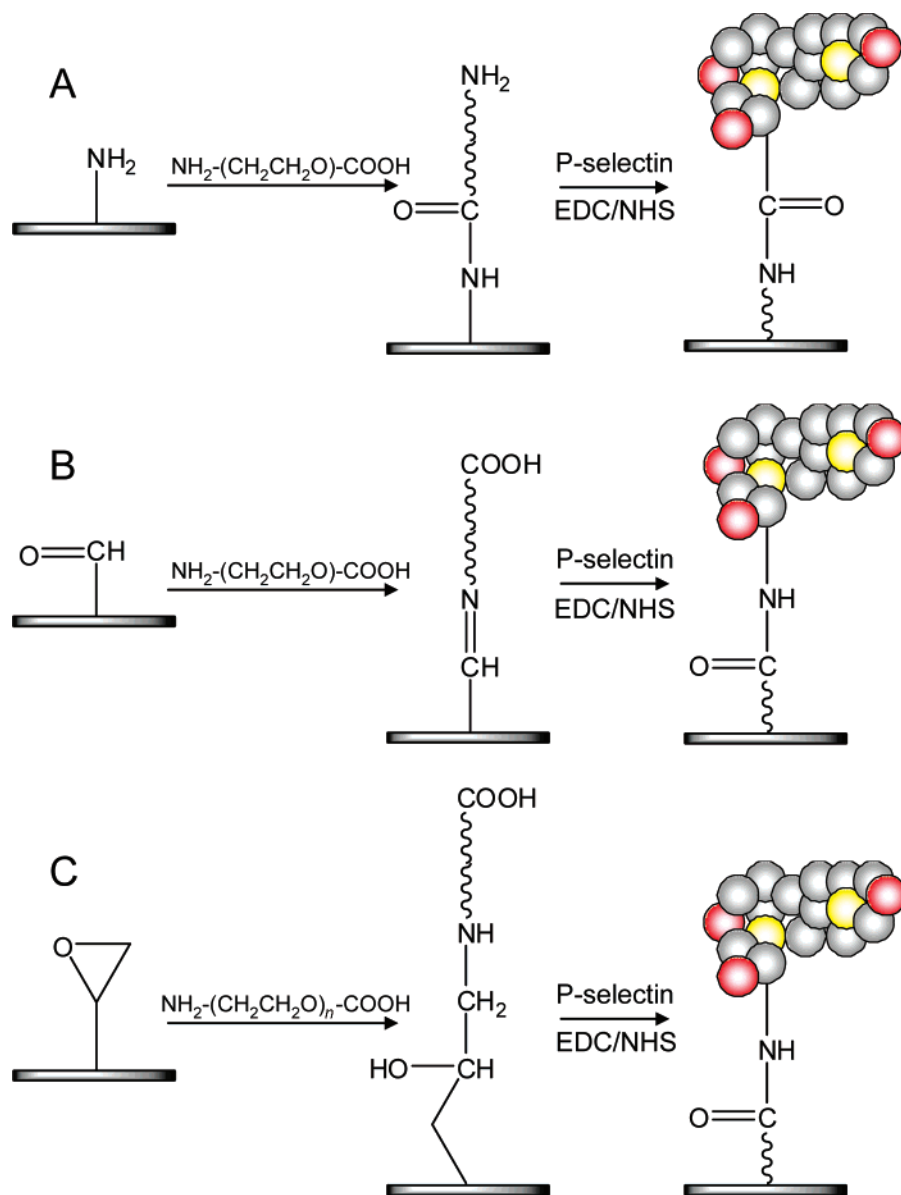 A
NH₂
NH₂-(CH₂CH₂O)-COOH
NH₂
O=C
NH
P-selectin
EDC/NHS
C=O
NH
B
O=CH
NH₂-(CH₂CH₂O)-COOH
COOH
N
CH
P-selectin
EDC/NHS
NH
O=C
C
O
NH₂-(CH₂CH₂O)ₙ-COOH
COOH
NH
CH₂
HO-CH
P-selectin
EDC/NHS
NH
O=C